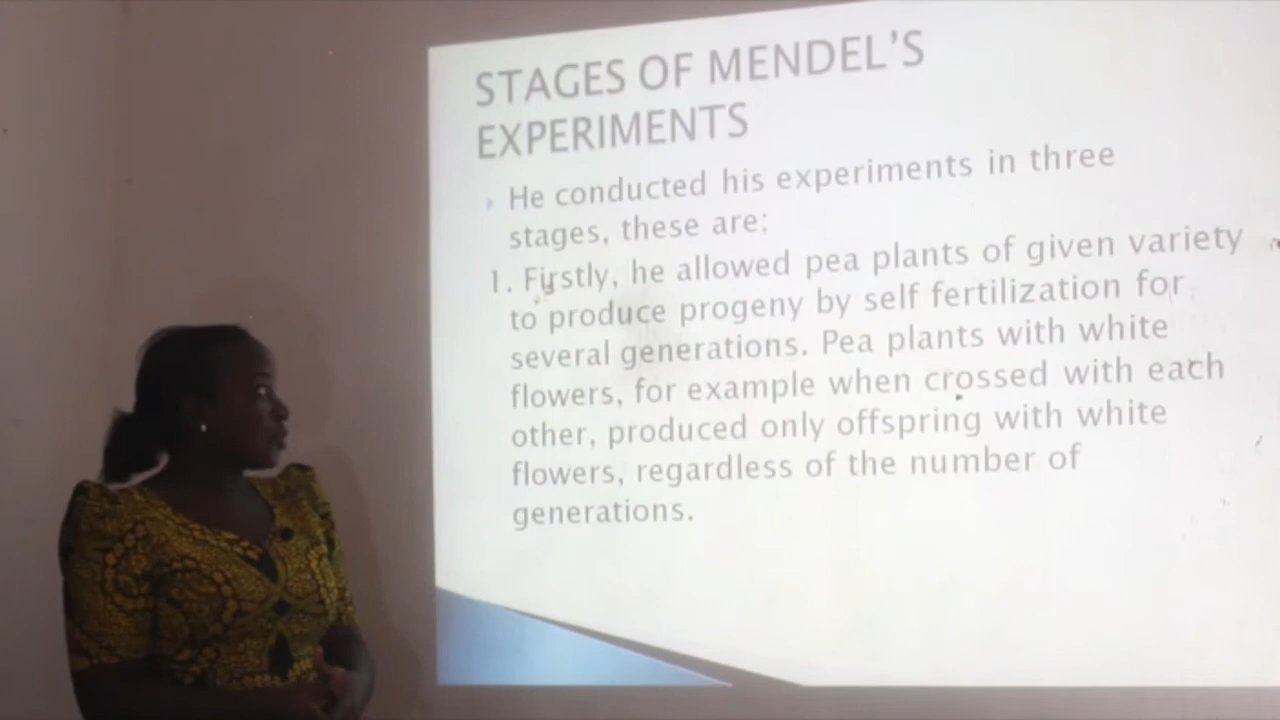 STAGES OF MENDEL'S
EXPERIMENTS
He conducted his experiments in three
stages, these are;
1. Firstly, he allowed pea plants of given variety
to produce progeny by self fertilization for
several generations. Pea plants with white
flowers, for example when crossed with each
other, produced only offspring with white
flowers, regardless of the number of
generations.